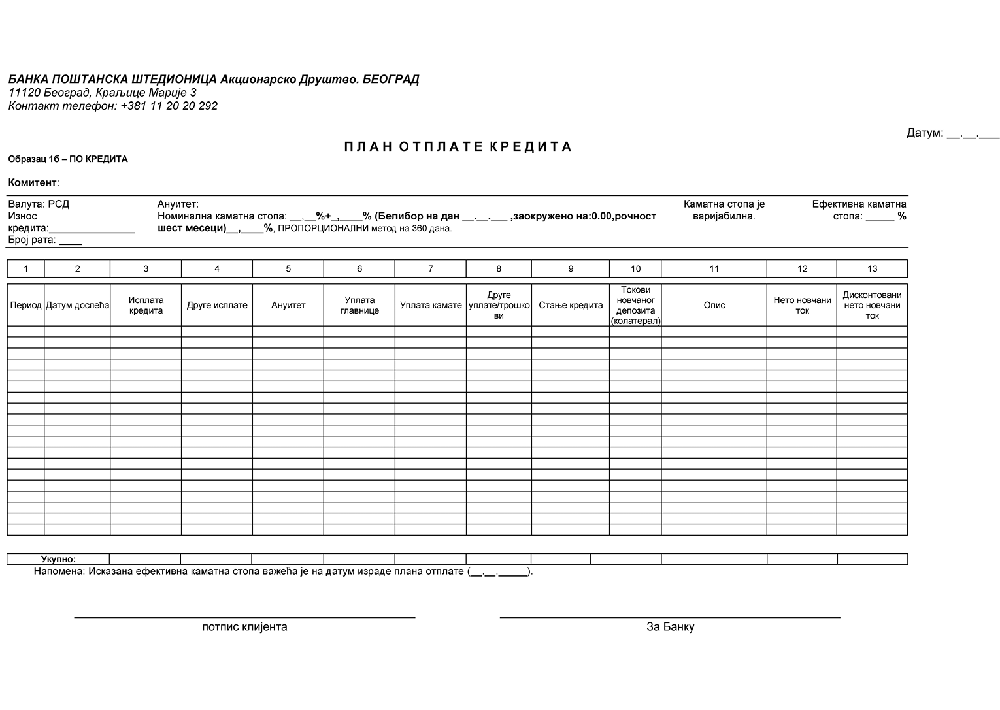 БАНКА ПОШТАНСКА ШТЕДИОНИЦА Акционарско Друштво. БЕОГРАД
11120 Београд, Краљице Марије 3
Контакт телефон: +381 11 20 20 292
Датум: __.__.___
П Л А Н О Т П Л А Т Е К Р Е Д И Т А
Образац 1б – ПО КРЕДИТА
Комитент:
Валута: РСД
Износ
кредита:_______________
Број рата: ____
Ануитет:
Номинална каматна стопа: __,__%+_,____% (Белибор на дан __.__.___ ,заокружено на:0.00,рочност
шест месеци)__,____%, ПРОПОРЦИОНАЛНИ метод на 360 дана.
Каматна стопа је
варијабилна.
Ефективна каматна
стопа: _____ %
1 2 3 4 5 6 7 8 9 10 11 12 13
Период
Датум доспећа
Исплата
кредита
Друге исплате
Ануитет
Уплата
главнице
Уплата камате
Друге
уплате/трошко
ви
Стање кредита
Токови
новчаног
депозита
(колатерал)
Опис
Нето новчани
ток
Дисконтовани
нето новчани
ток
Укупно:
Напомена: Исказана ефективна каматна стопа важећа је на датум израде плана отплате (__.__._____).
потпис клијента
За Банку